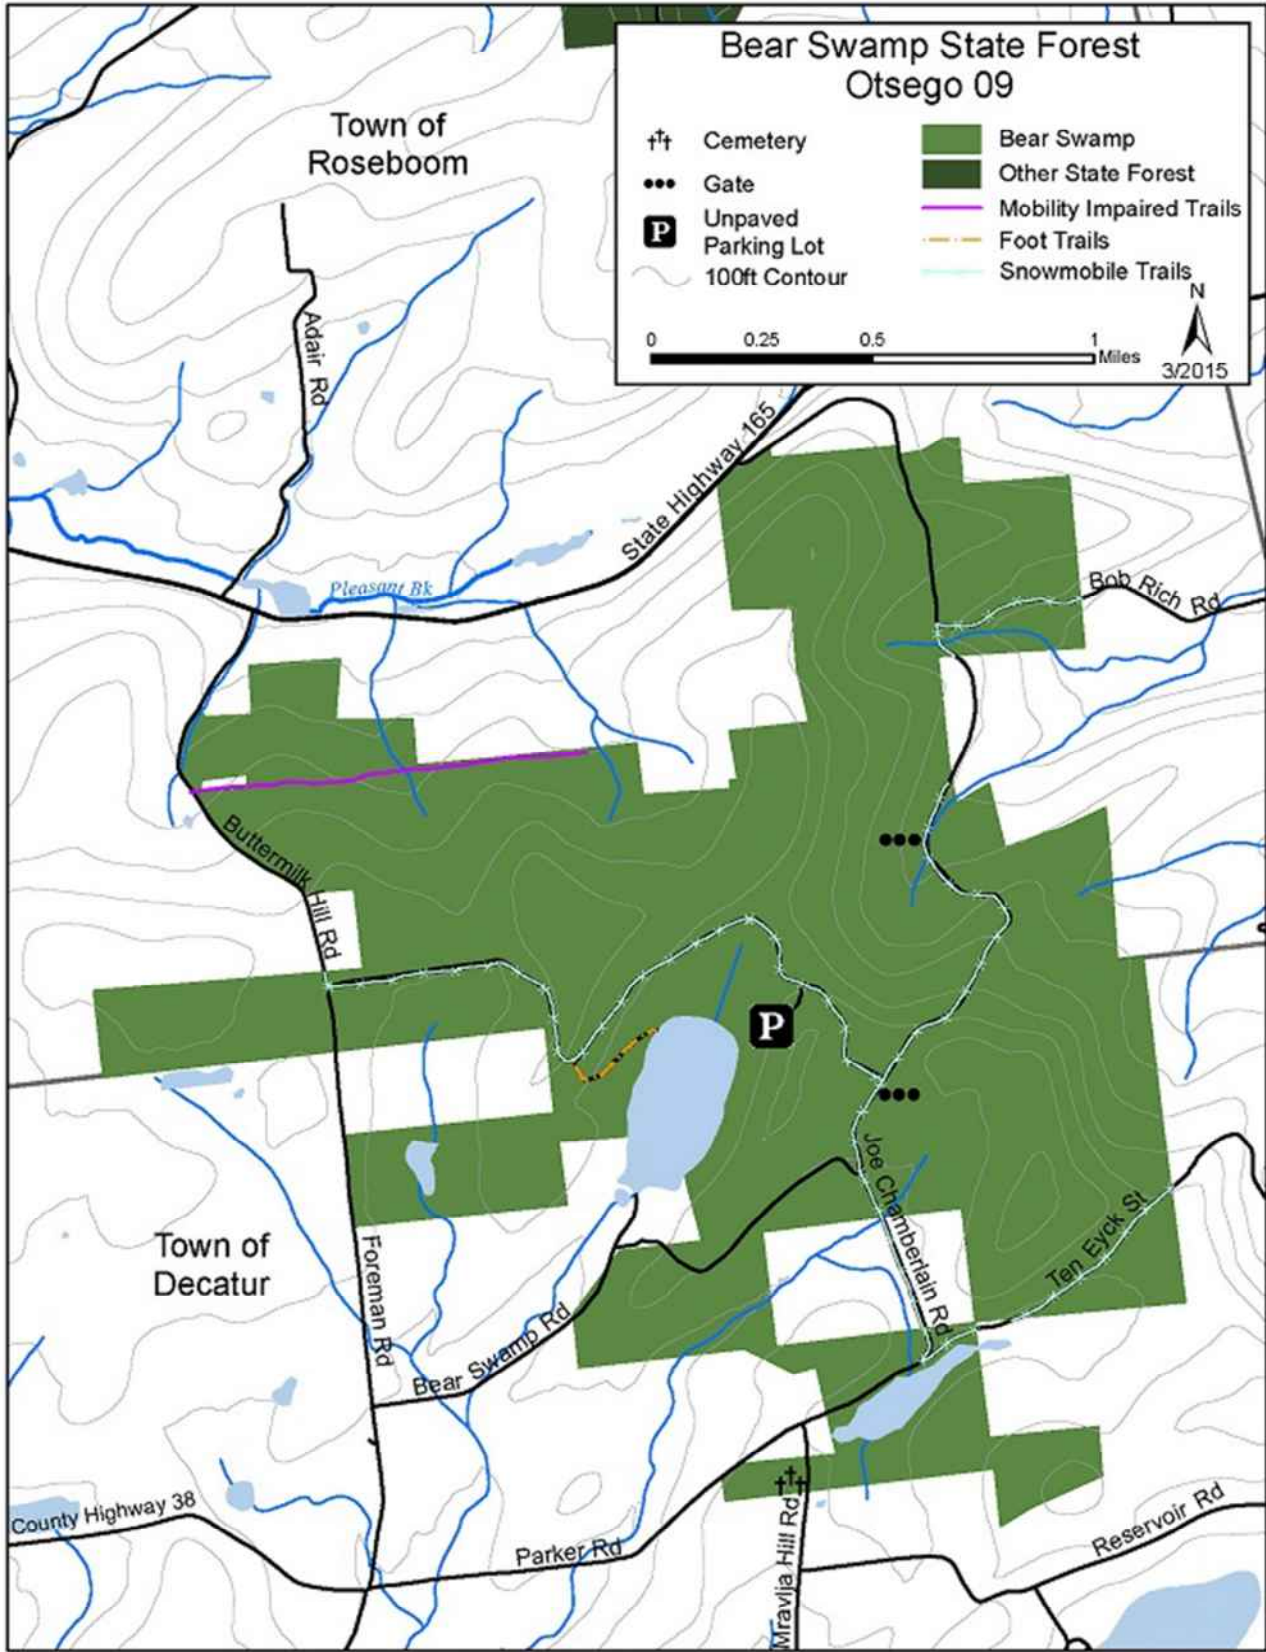 Bear Swamp State Forest
Otsego 09
Cemetery
Gate
P
Unpaved
Parking Lot
100ft Contour
Bear Swamp
Other State Forest
Mobility Impaired Trails
Foot Trails
Snowmobile Trails
0 0.25 0.5 1
Miles
N
3/2015
Town of
Roseboom
Adair Rd
State Highway 165
Pleasant Bk
Bob Rich Rd
Buttermilk Hill Rd
P
Joe Chamberlain Rd
Ten Eyck St
Town of
Decatur
Foreman Rd
Bear Swamp Rd
County Highway 38
Parker Rd
Mravlja Hill Rd
Reservoir Rd